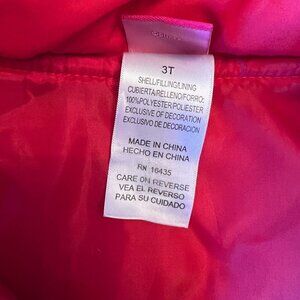 3T
SHELL/FILLING/LINING
CUBIERTA/RELLENO/FORRO:
100%POLYESTER/POLIESTER
EXCLUSIVE OF DECORATION
EXCLUSIVO DE DECORACION
MADE IN CHINA
HECHO EN CHINA
RN 16435
CARE ON REVERSE
VEA EL REVERSO
PARA SU CUIDADO